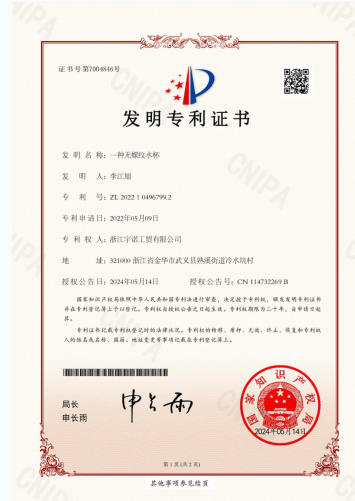 证书号第7004846号
发明专利证书
发 明 名 称：一种无螺纹水杯
发 明 人：李江旭
专 利 号：ZL 2022 1 0496799.2
专利申请日：2022年05月09日
专 利 权 人：浙江宇诺工贸有限公司
地 址：321000 浙江省金华市武义县熟溪街道冷水坑村
授权公告日：2024年05月14日 授权公告号：CN 114732269 B
国家知识产权局依照中华人民共和国专利法进行审查，决定授予专利权，颁发发明专利证书
并在专利登记簿上予以登记。专利权自授权公告之日起生效。专利权期限为二十年，自申请日起
算。
专利证书记载专利权登记时的法律状况。专利权的转移、质押、无效、终止、恢复和专利权
人的姓名或名称、国籍、地址变更等事项记载在专利登记簿上。
局长
申长雨
申长雨
国家知识产权局
2024年05月14日
第 1 页 (共 2 页)
其他事项参见续页
CNIPA
CNIPA
CNIPA
CNIPA